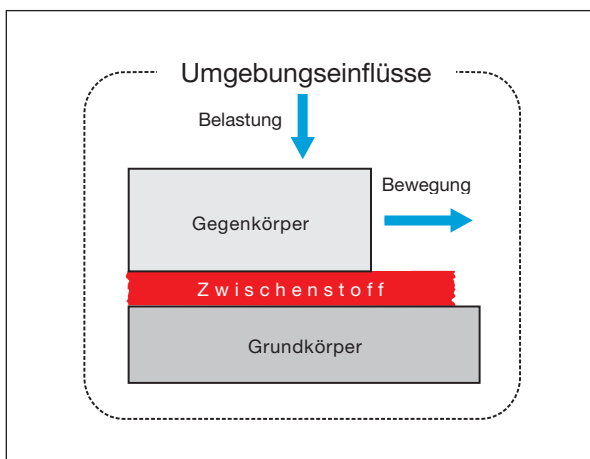 Umgebungseinflüsse
Belastung
Bewegung
Gegenkörper
Zwischenstoff
Grundkörper